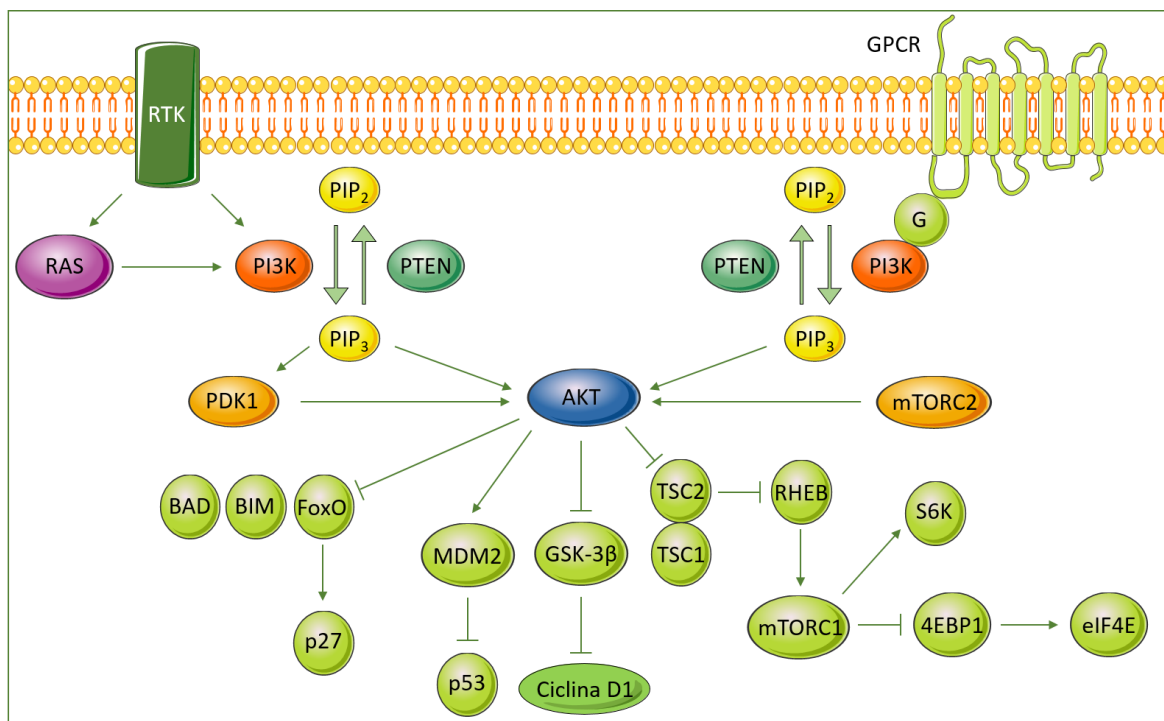 GPCR
RTK
PIP₂
PIP₂
G
RAS
PI3K
PTEN
PTEN
PI3K
PIP₃
PIP₃
PDK1
AKT
mTORC2
BAD
BIM
FoxO
TSC2
RHEB
S6K
MDM2
GSK-3β
TSC1
p27
mTORC1
4EBP1
eIF4E
p53
Ciclina D1